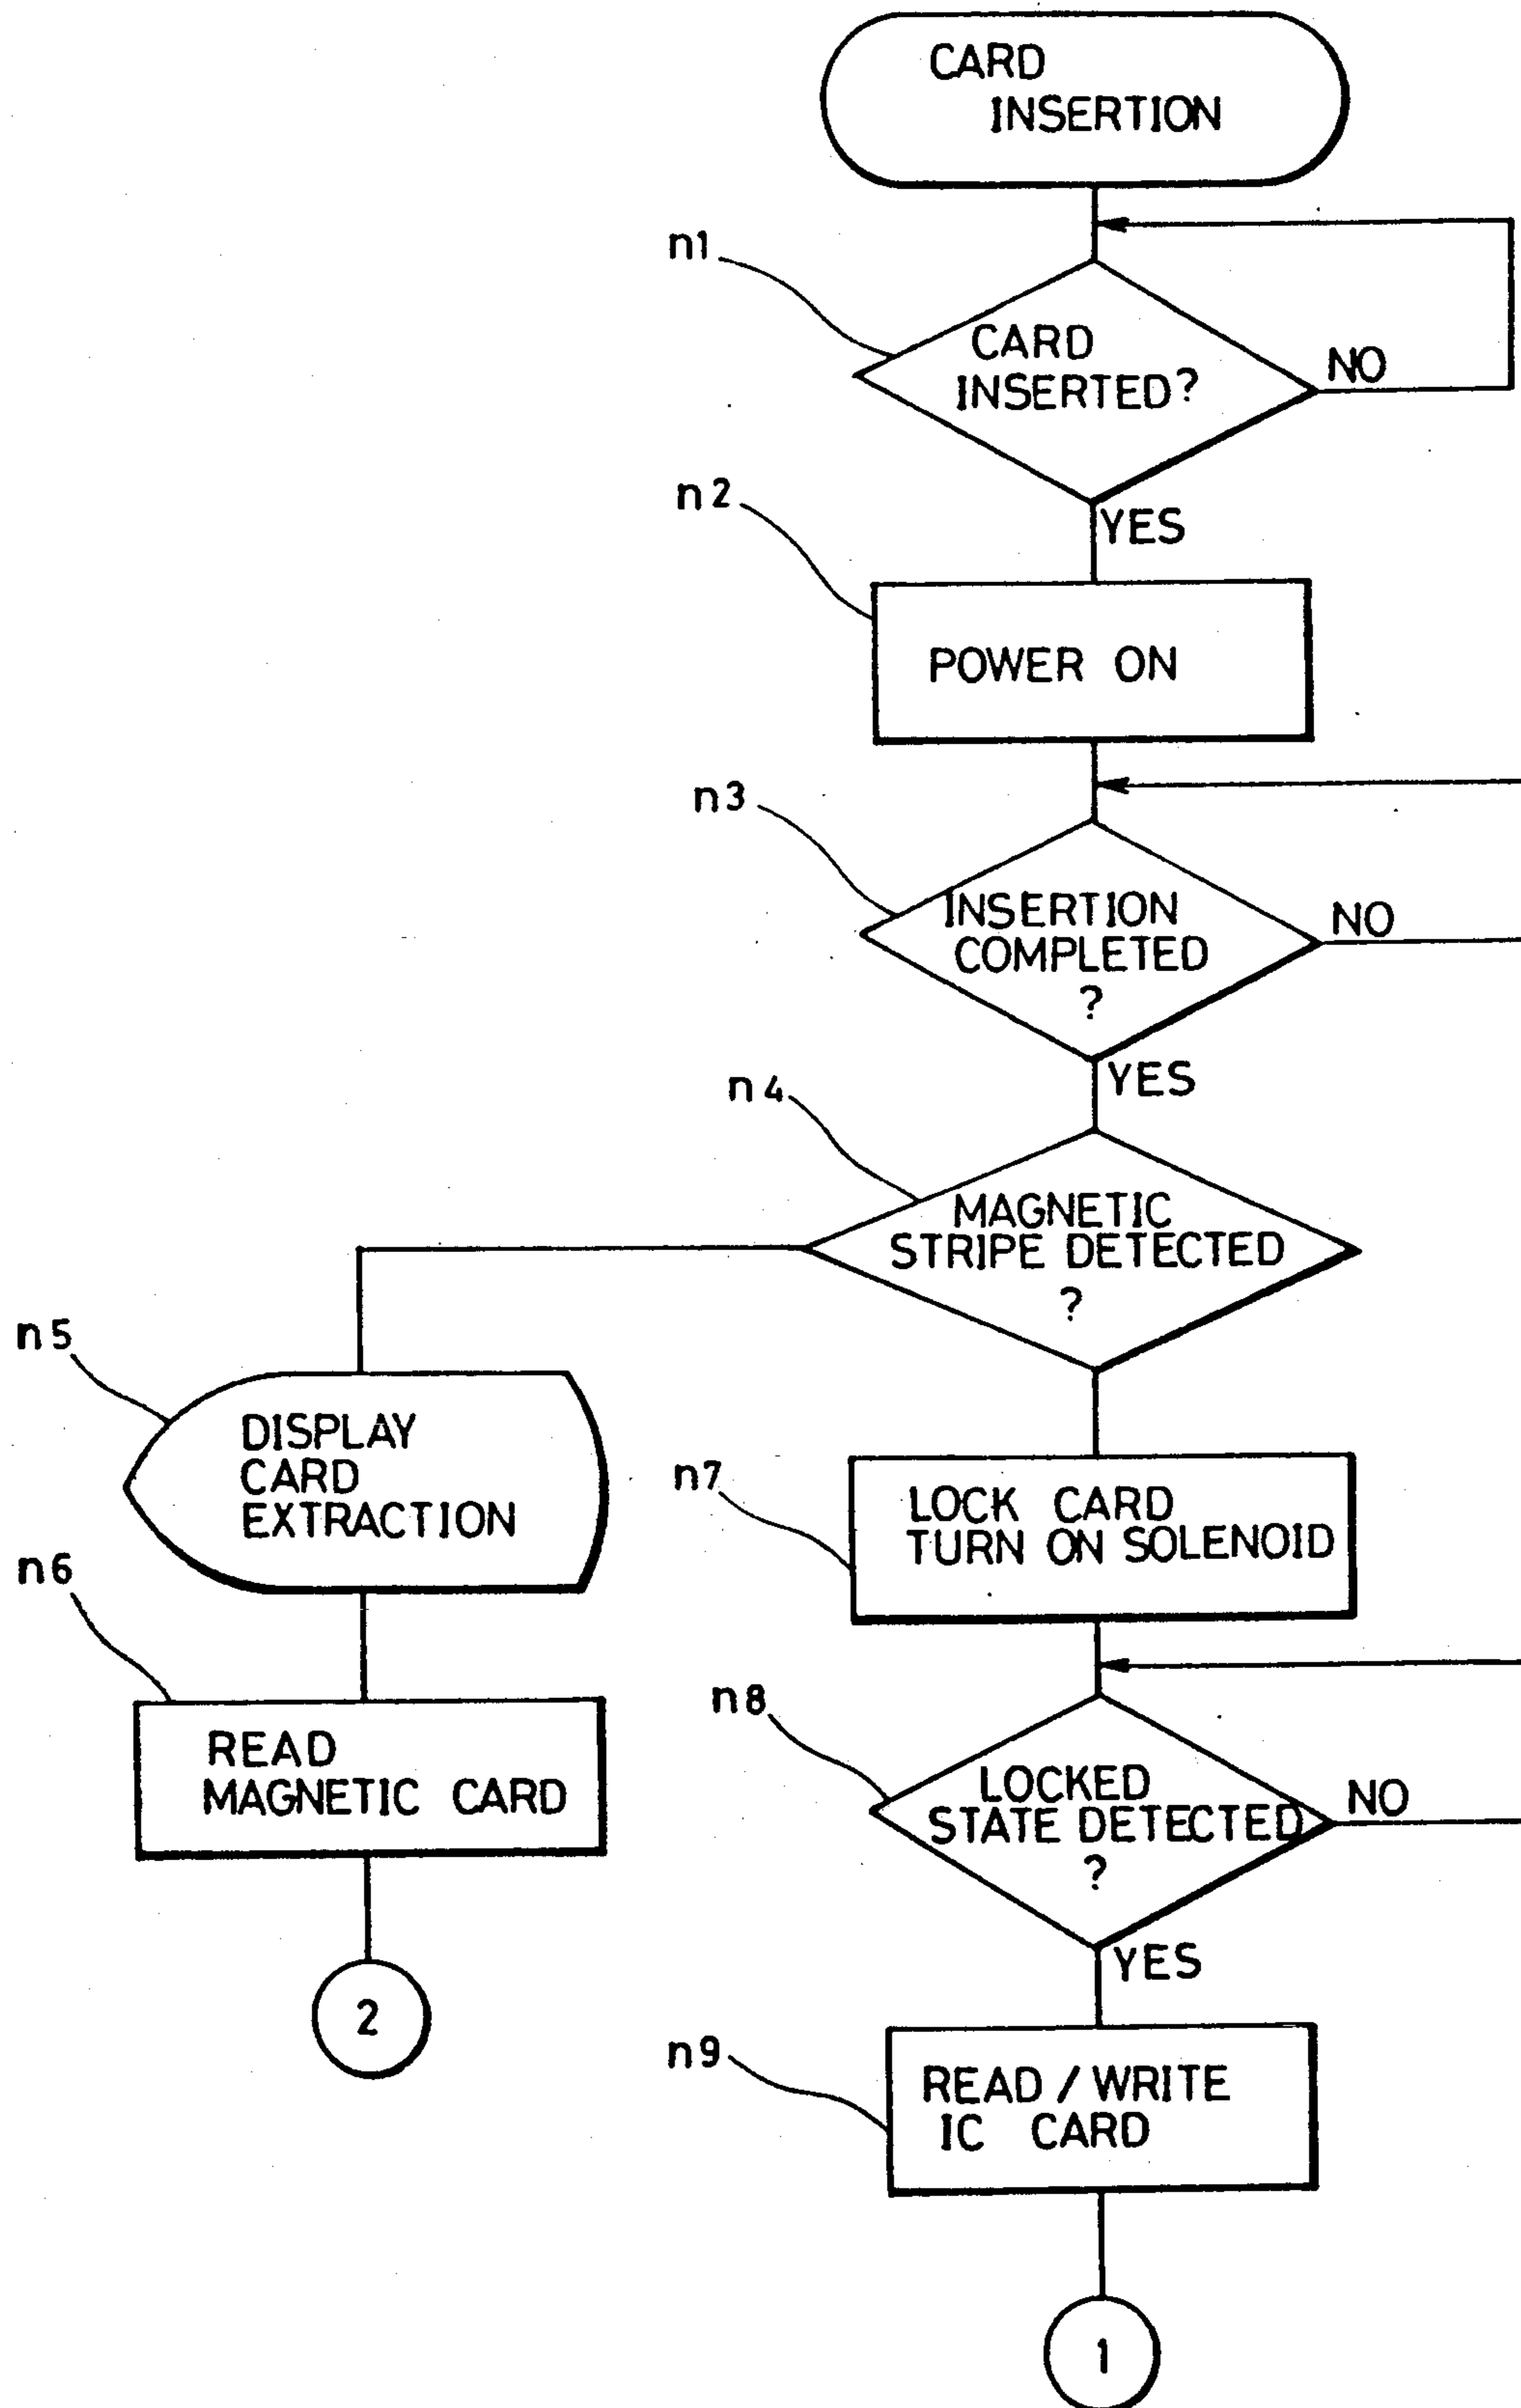 CARD
INSERTION
n1
CARD
INSERTED?
NO
YES
n2
POWER ON
n3
INSERTION
COMPLETED
?
NO
YES
n4
MAGNETIC
STRIPE DETECTED
?
n5
DISPLAY
CARD
EXTRACTION
n6
READ
MAGNETIC CARD
2
n7
LOCK CARD
TURN ON SOLENOID
n8
LOCKED
STATE DETECTED
?
NO
YES
n9
READ / WRITE
IC CARD
1